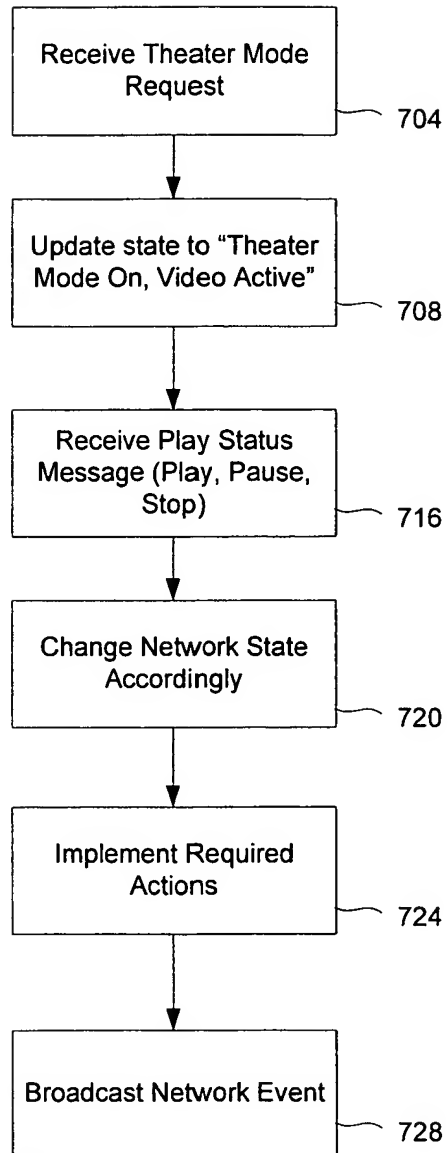 Receive Theater Mode
Request
704
Update state to “Theater
Mode On, Video Active”
708
Receive Play Status
Message (Play, Pause,
Stop)
716
Change Network State
Accordingly
720
Implement Required
Actions
724
Broadcast Network Event
728